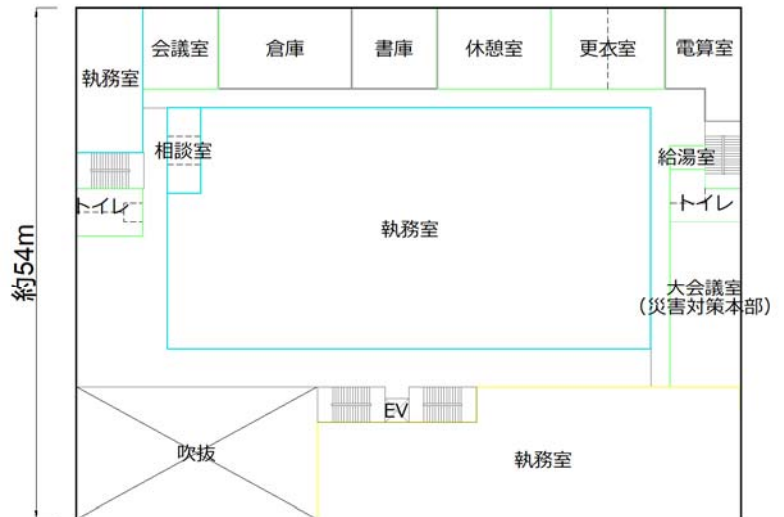 会議室
倉庫
書庫
休憩室
更衣室
電算室
執務室
相談室
給湯室
トイレ
トイレ
執務室
約54m
大会議室
（災害対策本部）
EV
吹抜
執務室